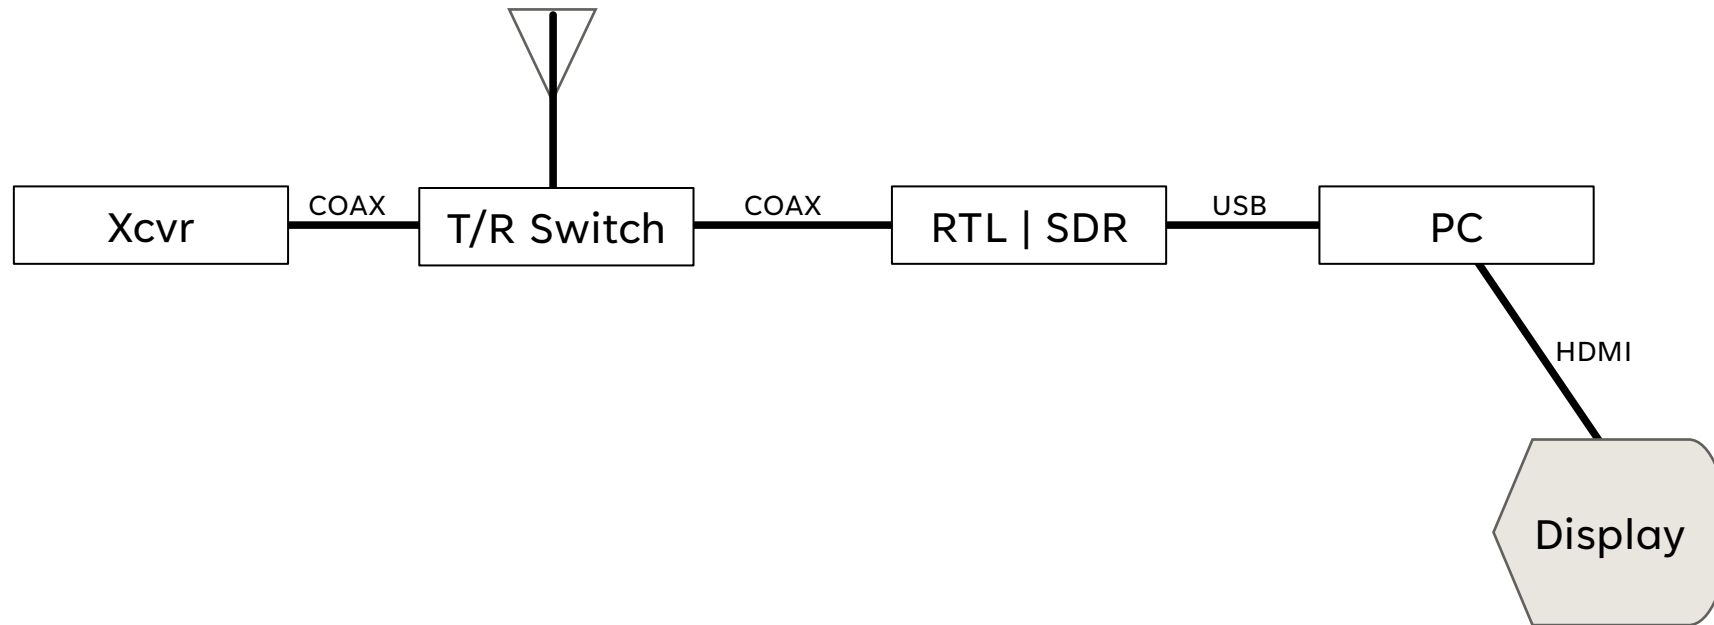 Xcvr
COAX
T/R Switch
COAX
RTL | SDR
USB
PC
HDMI
Display